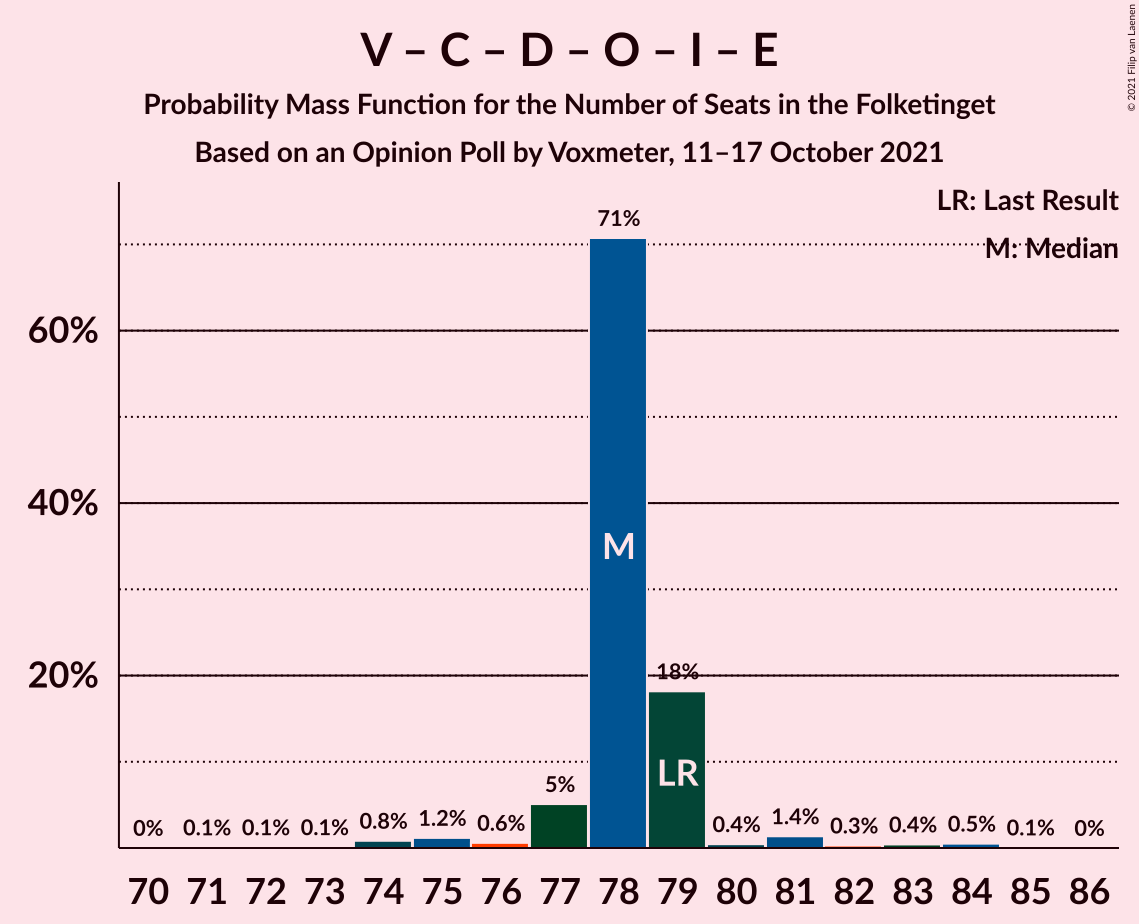 V – C – D – O – I – E
Probability Mass Function for the Number of Seats in the Folketinget
Based on an Opinion Poll by Voxmeter, 11–17 October 2021
© 2021 Filip van Laenen
LR: Last Result
M: Median
60%
40%
20%
0%
0.1%
0.1%
0.1%
0.8%
1.2%
0.6%
5%
71%
18%
0.4%
1.4%
0.3%
0.4%
0.5%
0.1%
0%
M
LR
70 71 72 73 74 75 76 77 78 79 80 81 82 83 84 85 86